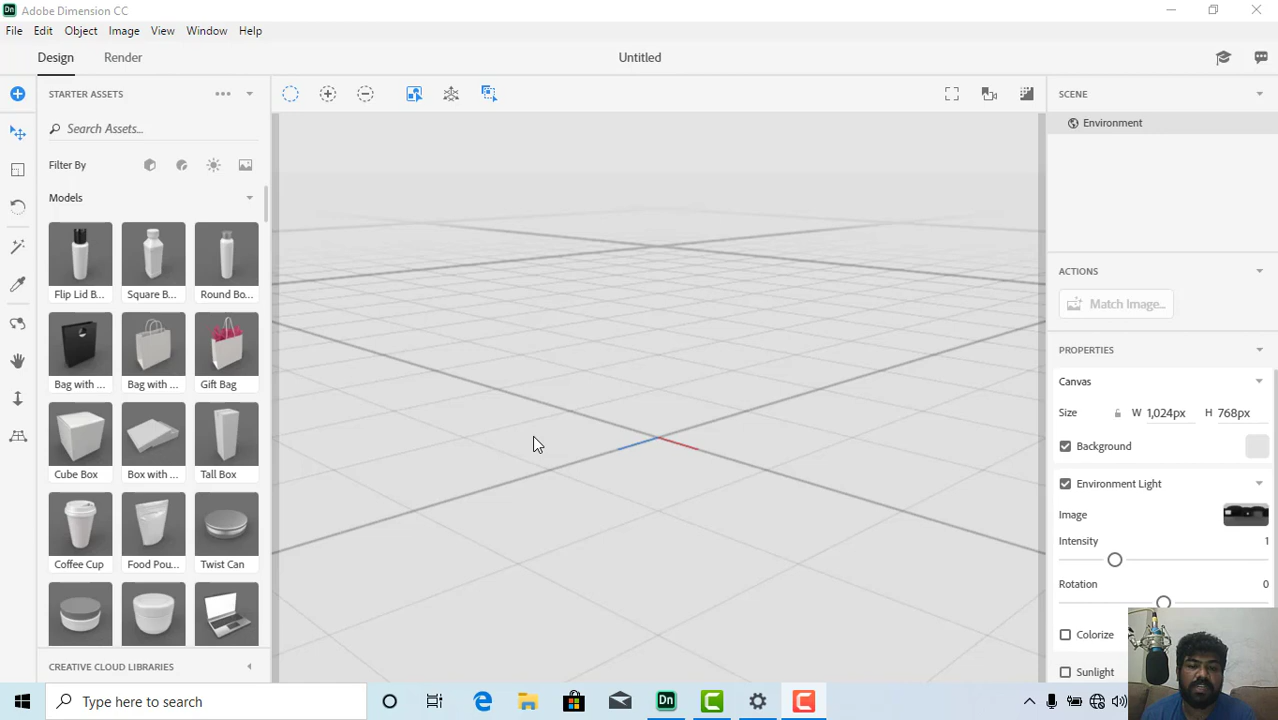 Dn Adobe Dimension CC
File Edit Object Image View Window Help
Design Render Untitled
STARTER ASSETS
Search Assets...
Filter By
Models
Flip Lid B... Square B... Round Bo...
Bag with ... Bag with ... Gift Bag
Cube Box Box with ... Tall Box
Coffee Cup Food Pou... Twist Can
CREATIVE CLOUD LIBRARIES
SCENE
Environment
ACTIONS
Match Image...
PROPERTIES
Canvas
Size W 1,024px H 768px
Background
Environment Light
Image
Intensity 1
Rotation 0
Colorize
Sunlight
Type here to search
Dn